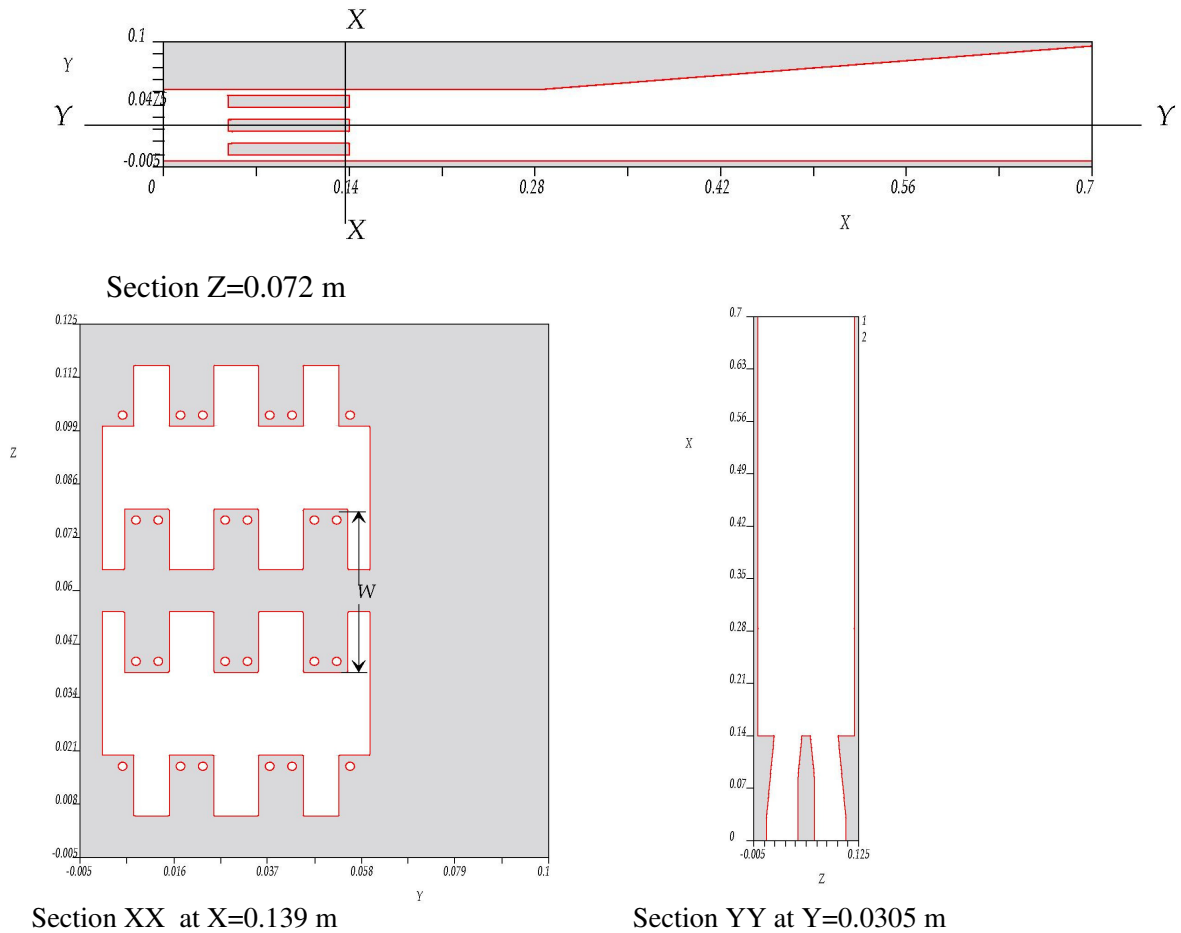 X
0.1
Y
0.0475
Y
Y
-0.005
0
0.14
0.28
0.42
0.56
0.7
X
X
Section Z=0.072 m
0.125
0.112
0.099
Z
0.086
0.073
0.06
W
0.047
0.034
0.021
0.008
-0.005
-0.005
0.016
0.037
0.058
0.079
0.1
Y
Section XX at X=0.139 m
0.7
1
2
0.63
0.56
X
0.49
0.42
0.35
0.28
0.21
0.14
0.07
0
-0.005
0.125
Z
Section YY at Y=0.0305 m